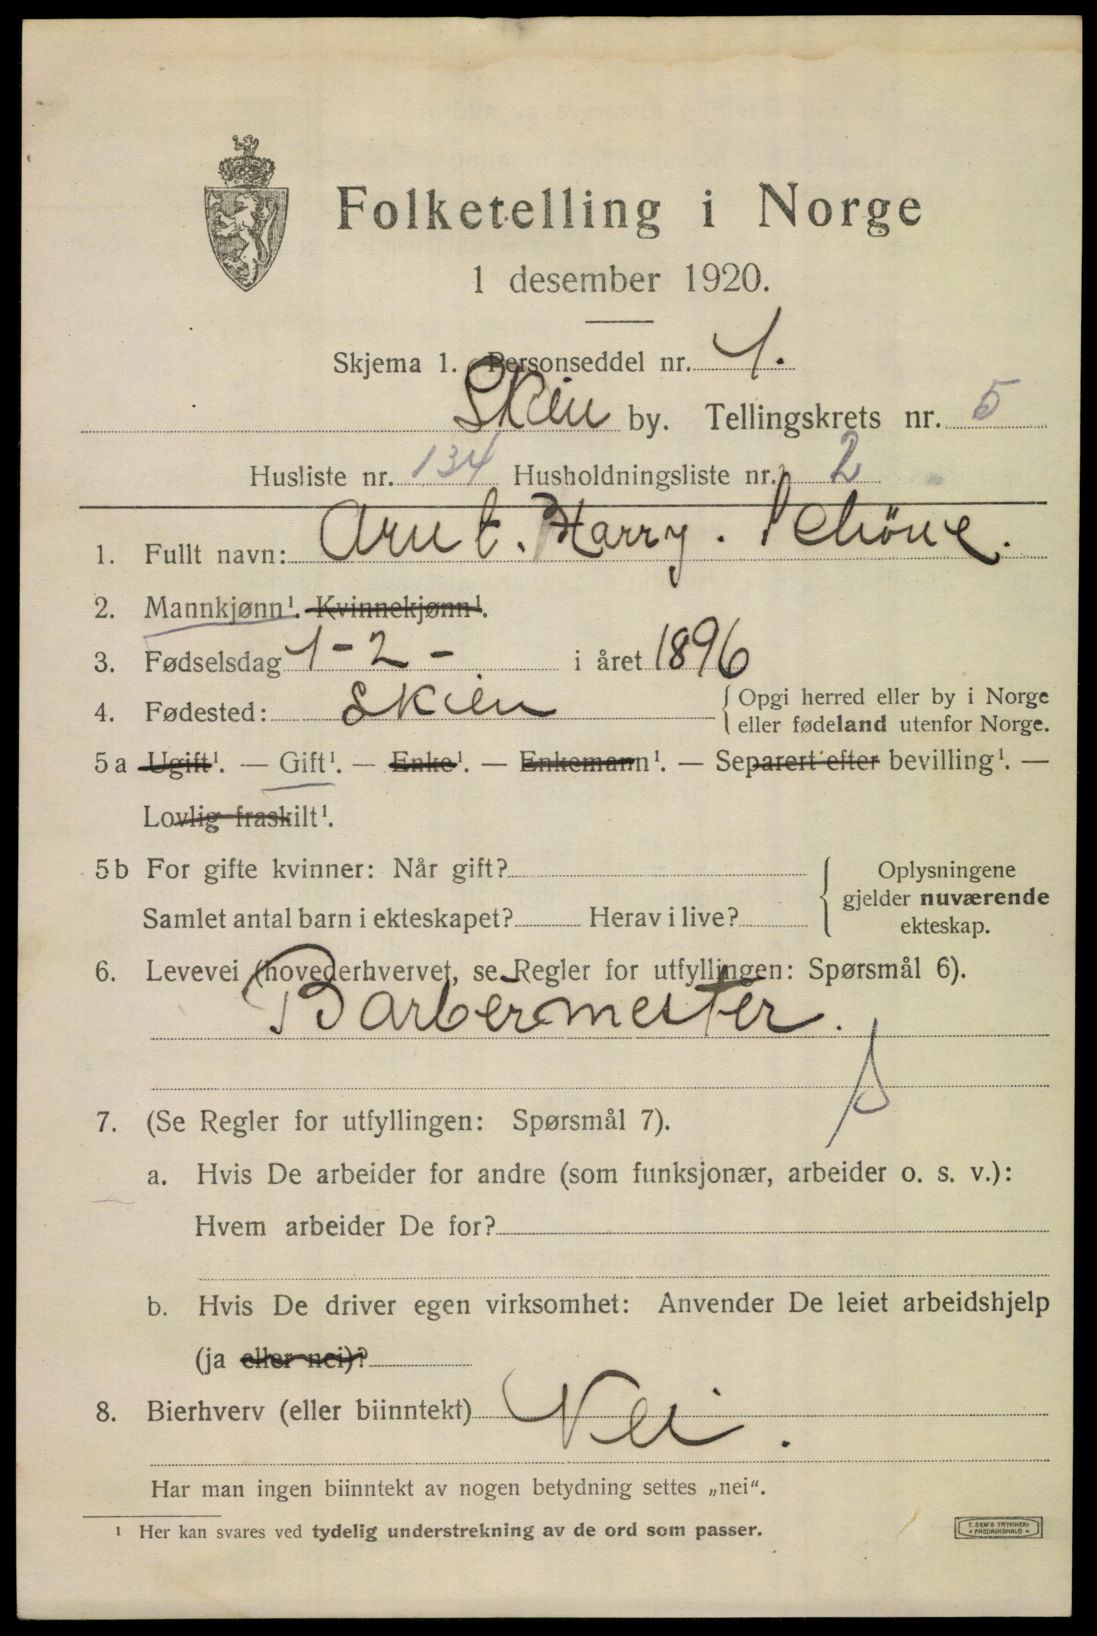 Folketelling i Norge
1 desember 1920.
Skjema 1. Personseddel nr. 1.
Skien by. Tellingskrets nr. 5
Husliste nr. 134 Husholdningsliste nr. 2
1. Fullt navn: Arnt. Harry. Schöne.
2. Mannkjønn¹. Kvinnekjønn¹.
3. Fødselsdag 1-2- i året 1896
4. Fødested: Skien {Opgi herred eller by i Norge
eller fødeland utenfor Norge.
5a Ugift¹. — Gift¹. — Enke¹. — Enkemann¹. — Separert efter bevilling¹. —
Lovlig fraskilt¹.
5b For gifte kvinner: Når gift? { Oplysningene
gjelder nuværende
Samlet antal barn i ekteskapet? Herav i live?
ekteskap.
6. Levevei (hovederhvervet, se Regler for utfyllingen: Spørsmål 6).
Barbermester.
7. (Se Regler for utfyllingen: Spørsmål 7).
a. Hvis De arbeider for andre (som funksjonær, arbeider o. s. v.):
Hvem arbeider De for?
b. Hvis De driver egen virksomhet: Anvender De leiet arbeidshjelp
(ja eller nei)?
8. Bierhverv (eller biinntekt) Nei.
Har man ingen biinntekt av nogen betydning settes „nei“.
¹ Her kan svares ved tydelig understrekning av de ord som passer.
E. SEM'S TRYKKERI
• FREDRIKSHALD •